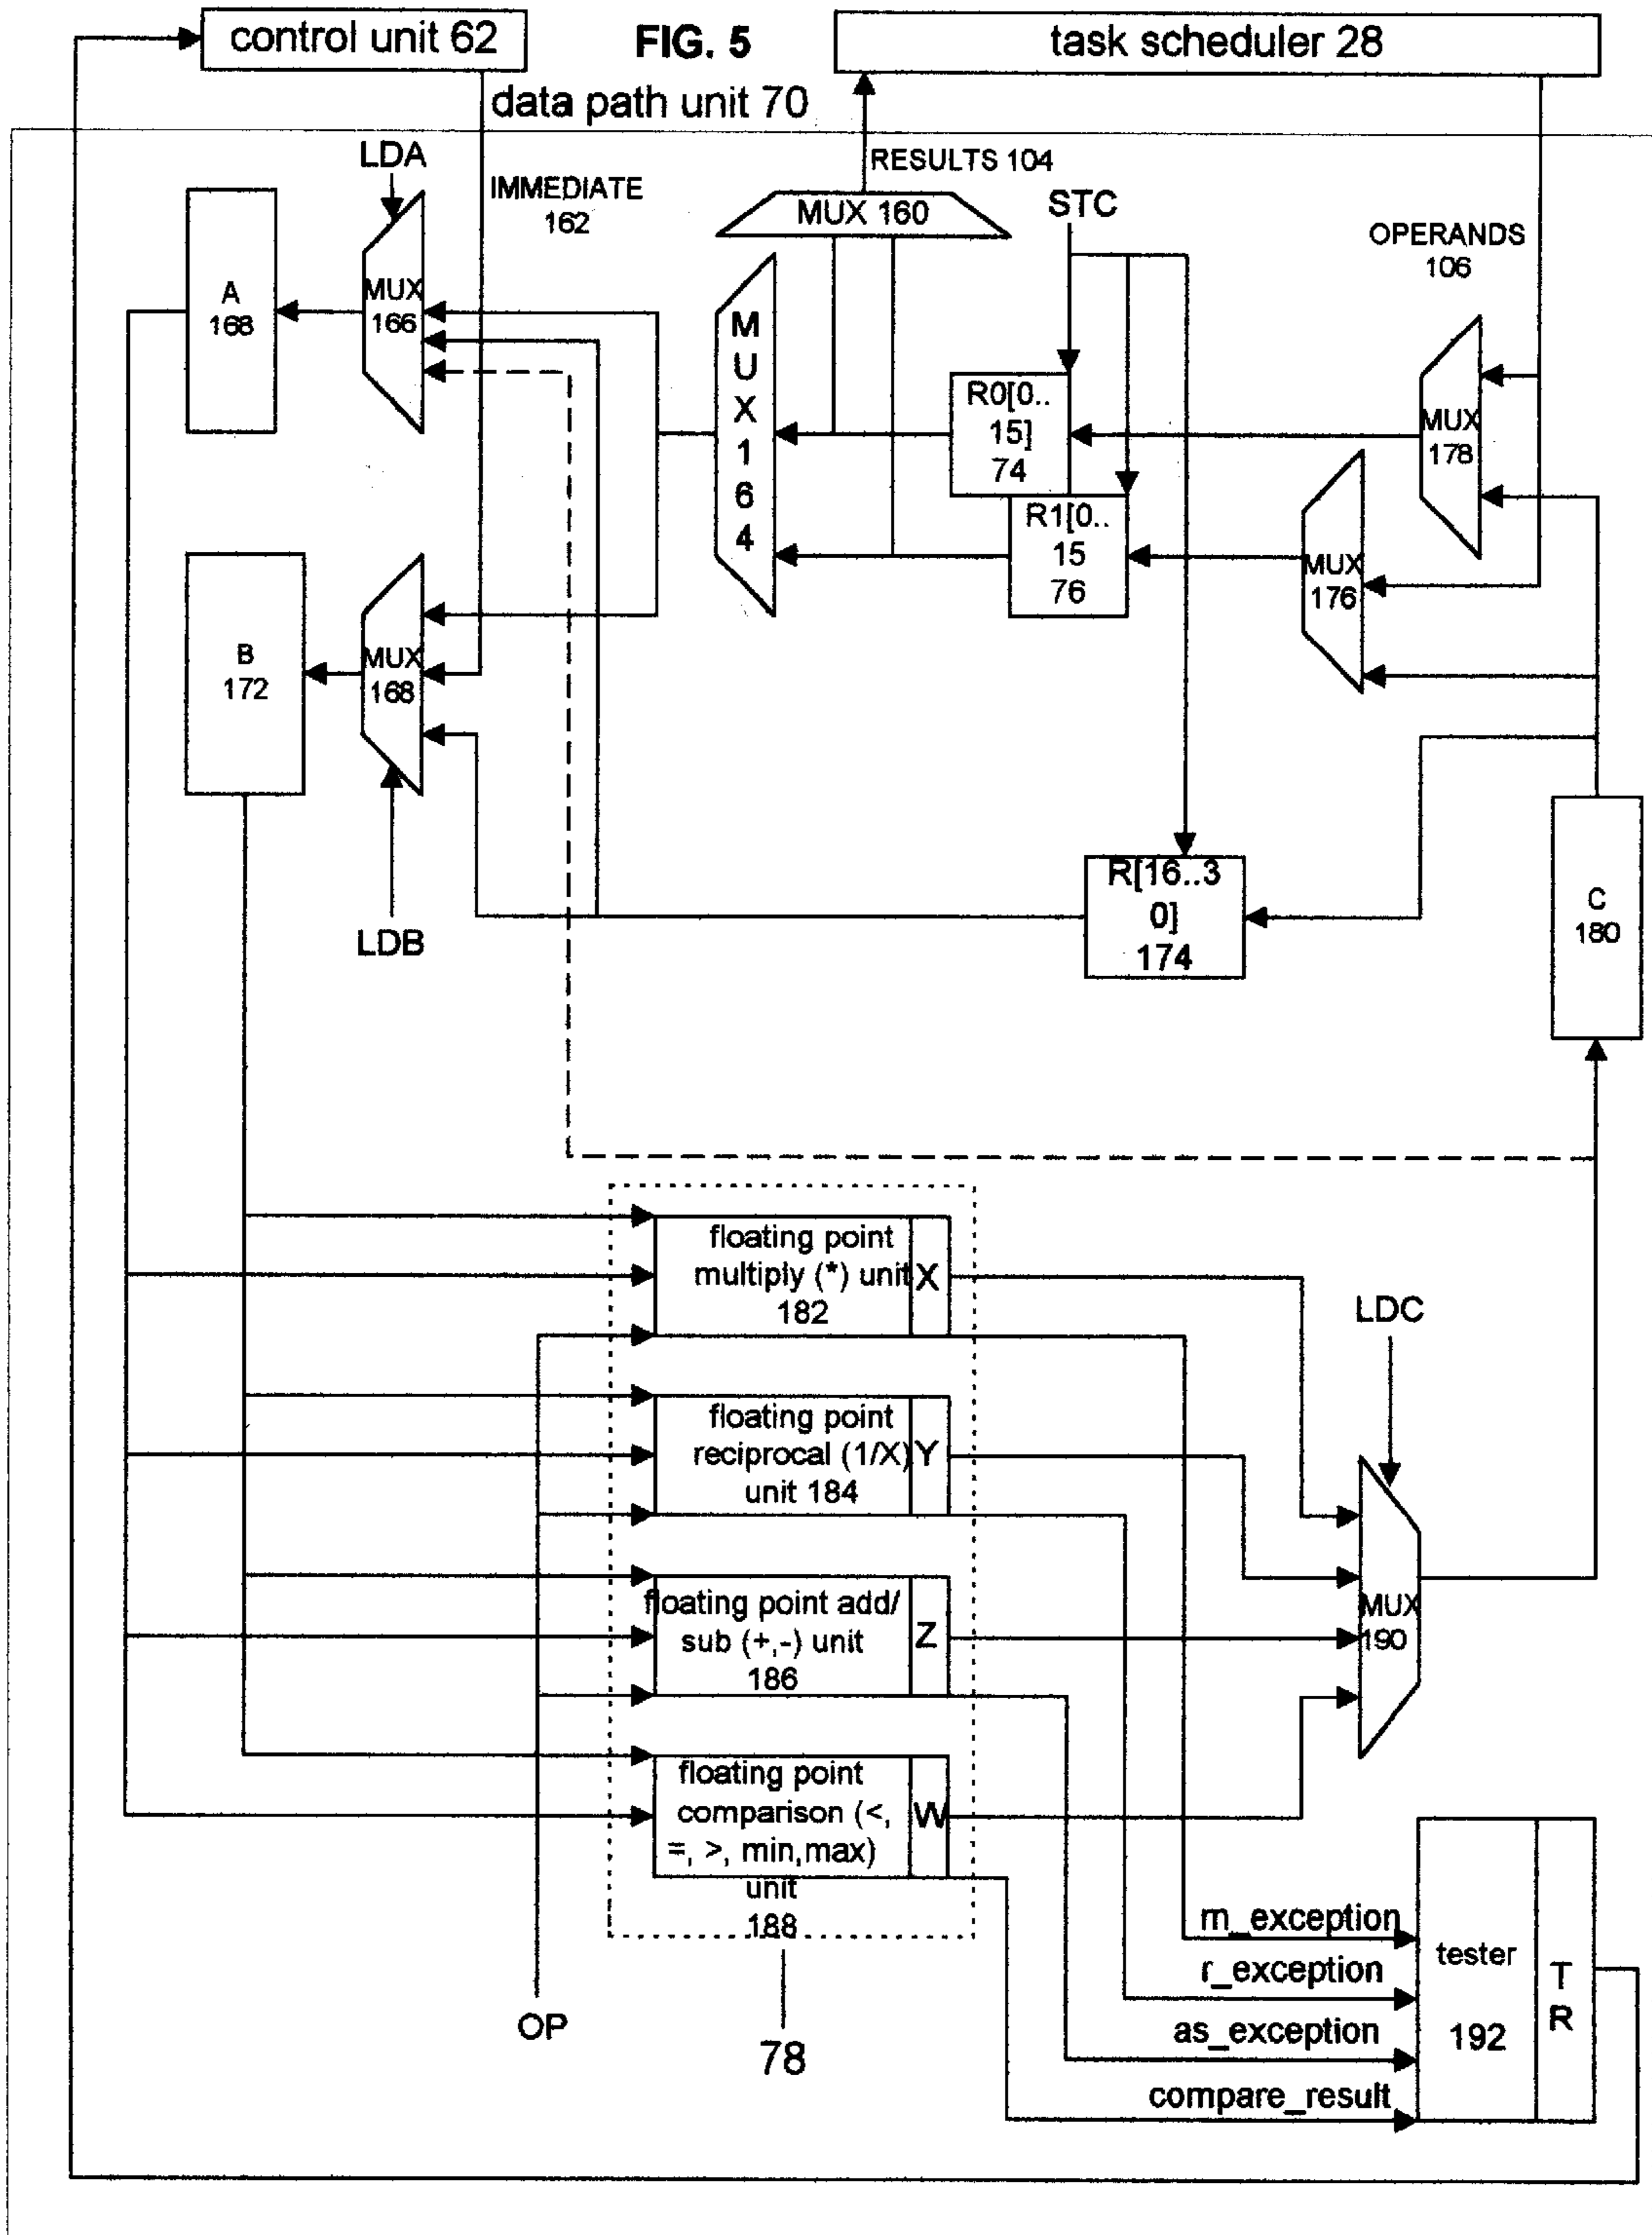 control unit 62
FIG. 5
task scheduler 28
data path unit 70
LDA
IMMEDIATE
162
RESULTS 104
MUX 160
STC
OPERANDS
106
A
168
MUX
166
M
U
X
1
6
4
R0[0..
15]
74
MUX
178
R1[0..
15
76
MUX
176
B
172
MUX
168
LDB
R[16..3
0]
174
C
180
floating point
multiply (*) unit
182
X
LDC
floating point
reciprocal (1/X)
unit 184
Y
floating point add/
sub (+,-) unit
186
Z
MUX
190
floating point
comparison (<,
=, >, min,max)
unit
188
W
m_exception
r_exception
as_exception
compare_result
tester
192
T
R
OP
78